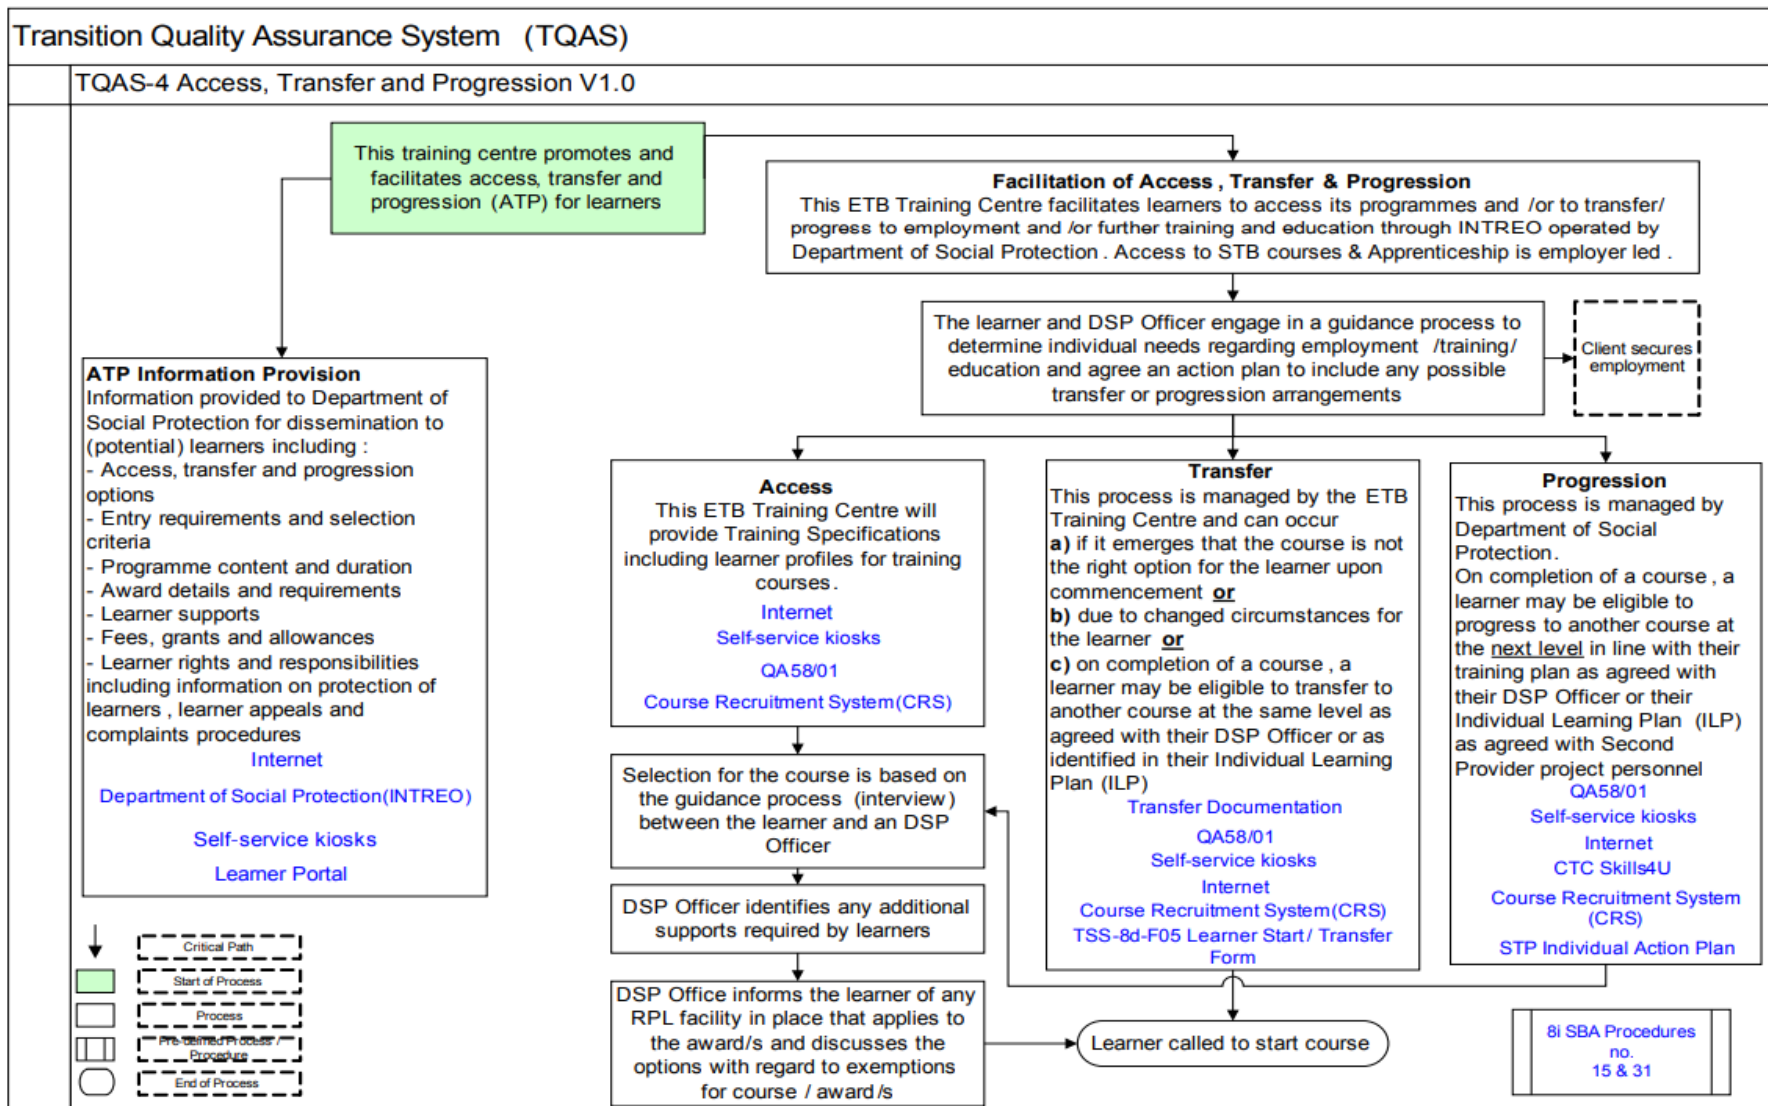 Transition Quality Assurance System (TQAS)
TQAS-4 Access, Transfer and Progression V1.0
This training centre promotes and
facilitates access, transfer and
progression (ATP) for learners
Facilitation of Access , Transfer & Progression
This ETB Training Centre facilitates learners to access its programmes and /or to transfer/
progress to employment and /or further training and education through INTREO operated by
Department of Social Protection . Access to STB courses & Apprenticeship is employer led .
The learner and DSP Officer engage in a guidance process to
determine individual needs regarding employment /training/
education and agree an action plan to include any possible
transfer or progression arrangements
Client secures
employment
ATP Information Provision
Information provided to Department of
Social Protection for dissemination to
(potential) learners including :
- Access, transfer and progression
options
- Entry requirements and selection
criteria
- Programme content and duration
- Award details and requirements
- Learner supports
- Fees, grants and allowances
- Learner rights and responsibilities
including information on protection of
learners , learner appeals and
complaints procedures
Internet
Department of Social Protection(INTREO)
Self-service kiosks
Learner Portal
Access
This ETB Training Centre will
provide Training Specifications
including learner profiles for training
courses.
Internet
Self-service kiosks
QA58/01
Course Recruitment System(CRS)
Selection for the course is based on
the guidance process (interview)
between the learner and an DSP
Officer
DSP Officer identifies any additional
supports required by learners
DSP Office informs the learner of any
RPL facility in place that applies to
the award/s and discusses the
options with regard to exemptions
for course / award/s
Transfer
This process is managed by the ETB
Training Centre and can occur
a) if it emerges that the course is not
the right option for the learner upon
commencement or
b) due to changed circumstances for
the learner or
c) on completion of a course , a
learner may be eligible to transfer to
another course at the same level as
agreed with their DSP Officer or as
identified in their Individual Learning
Plan (ILP)
Transfer Documentation
QA58/01
Self-service kiosks
Internet
Course Recruitment System(CRS)
TSS-8d-F05 Learner Start / Transfer
Form
Learner called to start course
Progression
This process is managed by
Department of Social
Protection.
On completion of a course , a
learner may be eligible to
progress to another course at
the next level in line with their
training plan as agreed with
their DSP Officer or their
Individual Learning Plan (ILP)
as agreed with Second
Provider project personnel
QA58/01
Self-service kiosks
Internet
CTC Skills4U
Course Recruitment System
(CRS)
STP Individual Action Plan
8i SBA Procedures
no.
15 & 31
Critical Path
Start of Process
Process
Pre-defined Process /
Procedure
End of Process